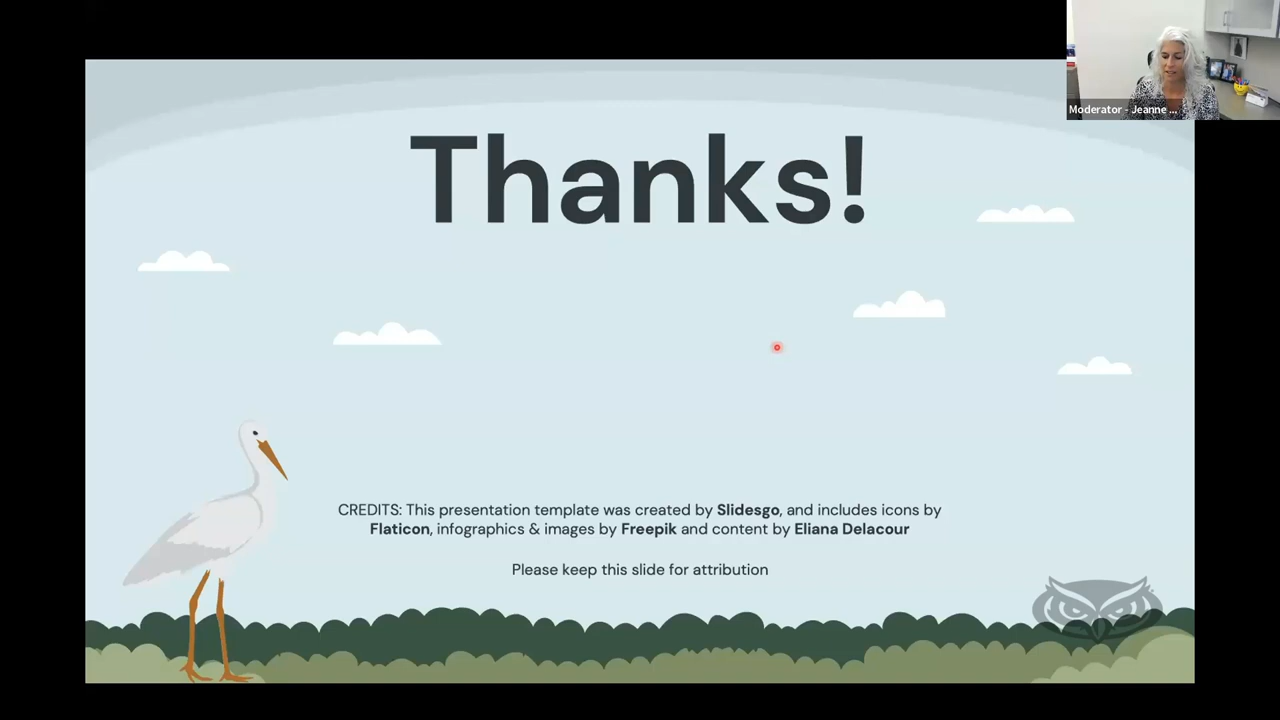 Moderator - Jeanne ...
Thanks!
CREDITS: This presentation template was created by Slidesgo, and includes icons by
Flaticon, infographics & images by Freepik and content by Eliana Delacour
Please keep this slide for attribution